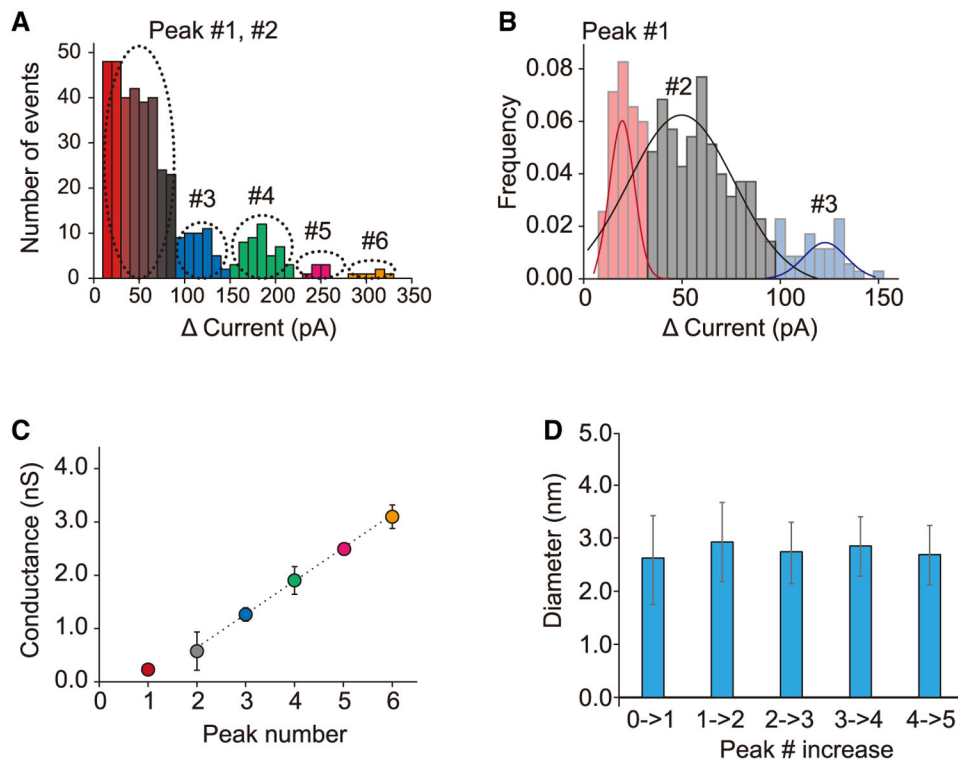 A
Peak #1, #2
Number of events
50
40
30
20
10
0
#3
#4
#5
#6
0 50 100 150 200 250 300 350
Δ Current (pA)
B
Peak #1
Frequency
0.08
0.06
0.04
0.02
0.00
#2
#3
0 50 100 150
Δ Current (pA)
C
Conductance (nS)
4.0
3.0
2.0
1.0
0.0
0 1 2 3 4 5 6
Peak number
D
Diameter (nm)
5.0
4.0
3.0
2.0
1.0
0.0
0->1 1->2 2->3 3->4 4->5
Peak # increase